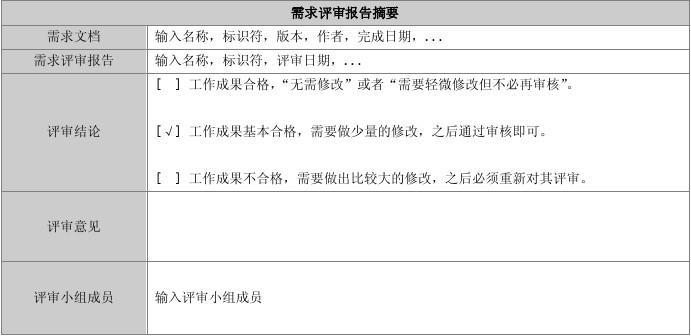 需求评审报告摘要
需求文档
输入名称，标识符，版本，作者，完成日期，...
需求评审报告
输入名称，标识符，评审日期，...
评审结论
[ ] 工作成果合格，“无需修改”或者“需要轻微修改但不必再审核”。
[√] 工作成果基本合格，需要做少量的修改，之后通过审核即可。
[ ] 工作成果不合格，需要做出比较大的修改，之后必须重新对其评审。
评审意见
评审小组成员
输入评审小组成员